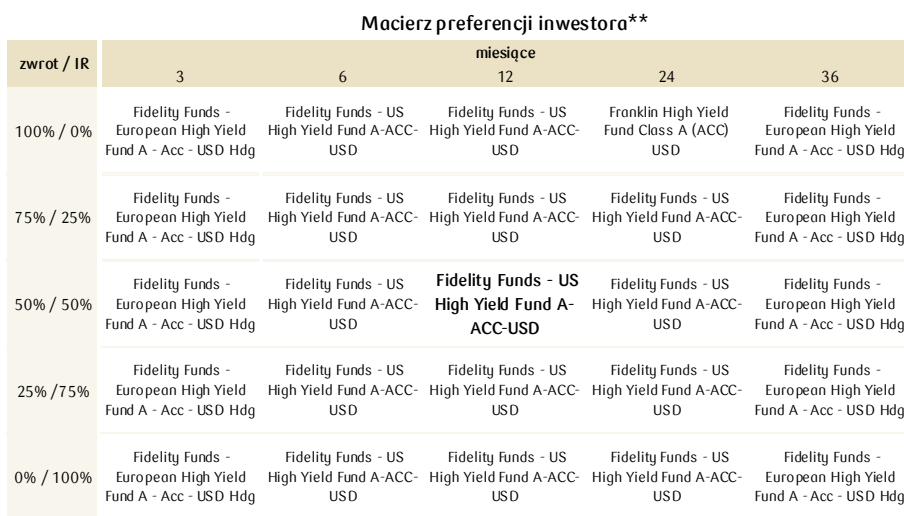 Macierz preferencji inwestora**
zwrot / IR
miesiące
3 6 12 24 36
100% / 0%
Fidelity Funds -
European High Yield
Fund A - Acc - USD Hdg
Fidelity Funds - US
High Yield Fund A-ACC-
USD
Fidelity Funds - US
High Yield Fund A-ACC-
USD
Franklin High Yield
Fund Class A (ACC)
USD
Fidelity Funds -
European High Yield
Fund A - Acc - USD Hdg
75% / 25%
Fidelity Funds -
European High Yield
Fund A - Acc - USD Hdg
Fidelity Funds - US
High Yield Fund A-ACC-
USD
Fidelity Funds - US
High Yield Fund A-ACC-
USD
Fidelity Funds - US
High Yield Fund A-ACC-
USD
Fidelity Funds -
European High Yield
Fund A - Acc - USD Hdg
50% / 50%
Fidelity Funds -
European High Yield
Fund A - Acc - USD Hdg
Fidelity Funds - US
High Yield Fund A-ACC-
USD
Fidelity Funds - US
High Yield Fund A-
ACC-USD
Fidelity Funds - US
High Yield Fund A-ACC-
USD
Fidelity Funds -
European High Yield
Fund A - Acc - USD Hdg
25% /75%
Fidelity Funds -
European High Yield
Fund A - Acc - USD Hdg
Fidelity Funds - US
High Yield Fund A-ACC-
USD
Fidelity Funds - US
High Yield Fund A-ACC-
USD
Fidelity Funds - US
High Yield Fund A-ACC-
USD
Fidelity Funds -
European High Yield
Fund A - Acc - USD Hdg
0% / 100%
Fidelity Funds -
European High Yield
Fund A - Acc - USD Hdg
Fidelity Funds - US
High Yield Fund A-ACC-
USD
Fidelity Funds - US
High Yield Fund A-ACC-
USD
Fidelity Funds - US
High Yield Fund A-ACC-
USD
Fidelity Funds -
European High Yield
Fund A - Acc - USD Hdg